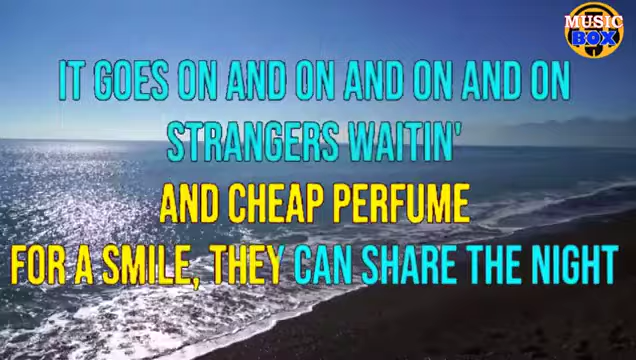 MUSIC
BOX
IT GOES ON AND ON AND ON AND ON
STRANGERS WAITIN'
AND CHEAP PERFUME
FOR A SMILE, THEY CAN SHARE THE NIGHT